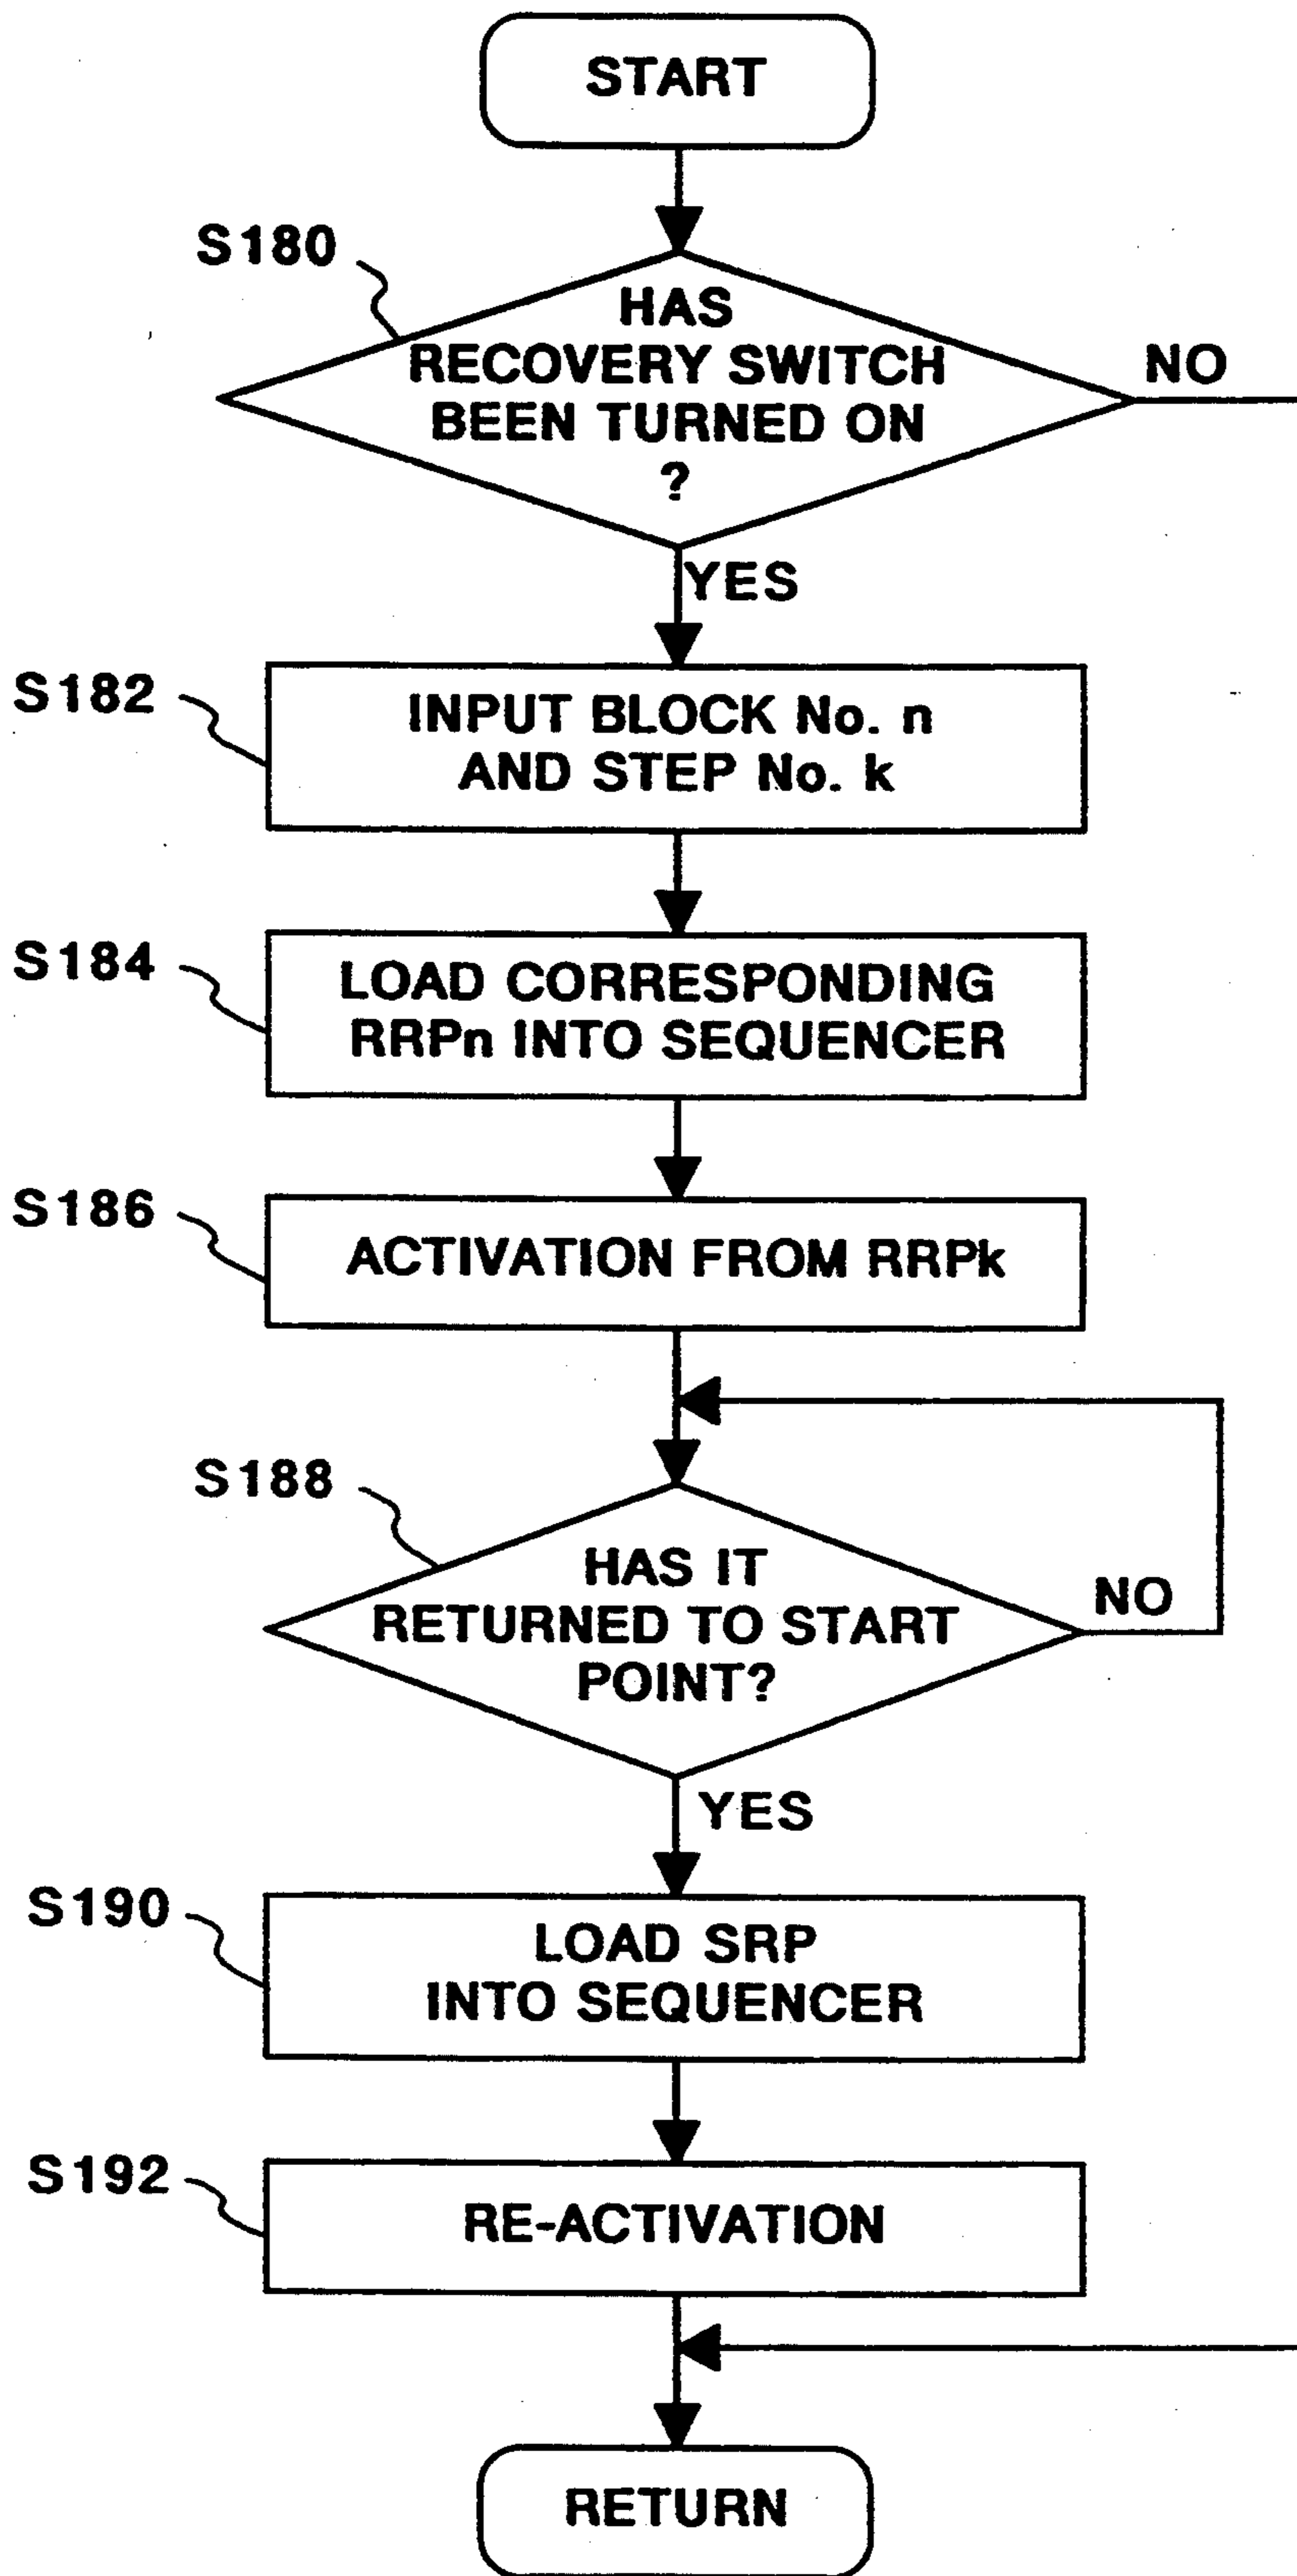 START
S180
HAS
RECOVERY SWITCH
BEEN TURNED ON
?
NO
YES
S182
INPUT BLOCK No. n
AND STEP No. k
S184
LOAD CORRESPONDING
RRPn INTO SEQUENCER
S186
ACTIVATION FROM RRPk
S188
HAS IT
RETURNED TO START
POINT?
NO
YES
S190
LOAD SRP
INTO SEQUENCER
S192
RE-ACTIVATION
RETURN